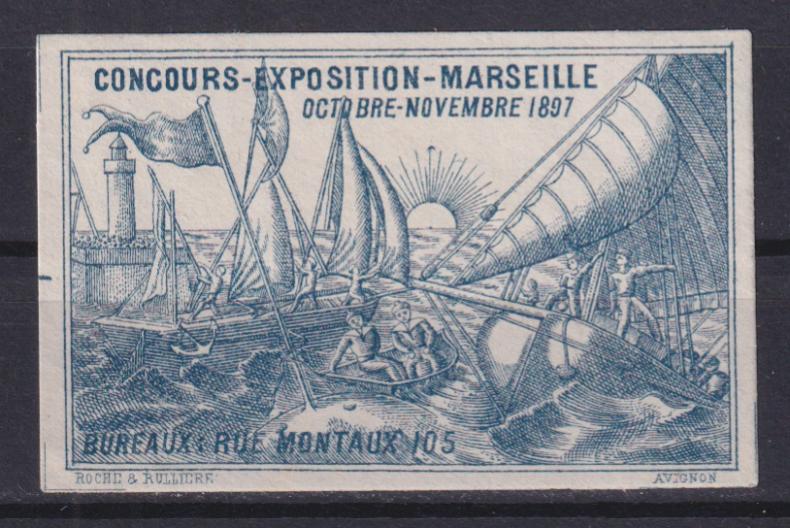 CONCOURS-EXPOSITION-MARSEILLE
OCTOBRE-NOVEMBRE 1897
BUREAUX: RUE MONTAUX 105
ROCHE & RULLIERE AVIGNON